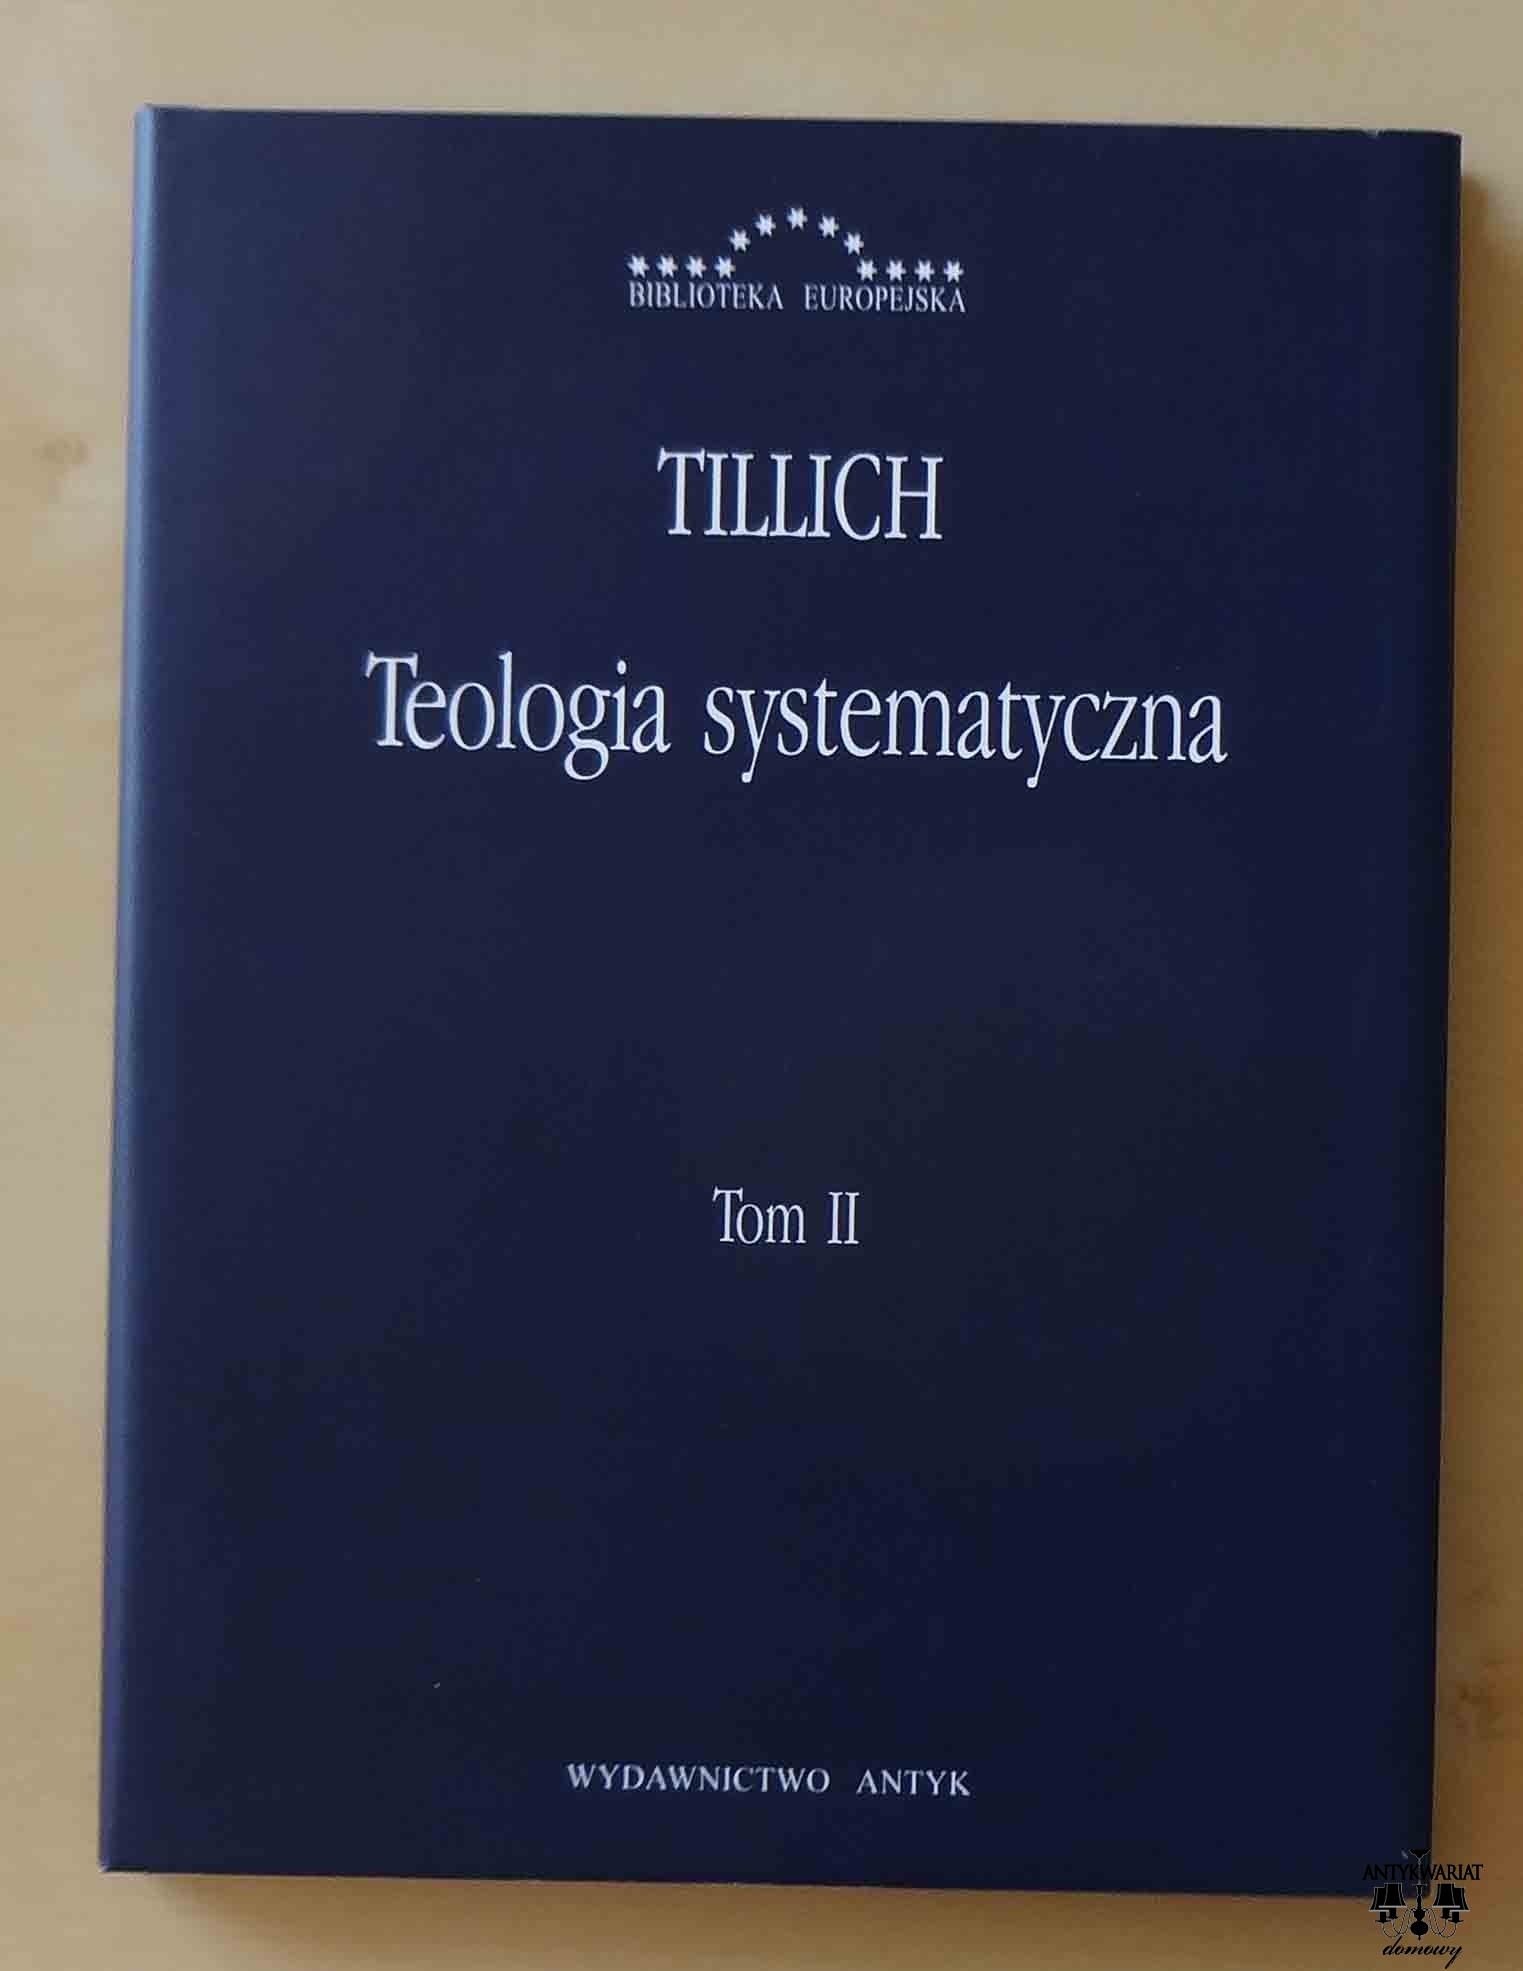 BIBLIOTEKA EUROPEJSKA
TILLICH
Teologia systematyczna
Tom II
WYDAWNICTWO ANTYK
ANTYKWARIAT
domowy